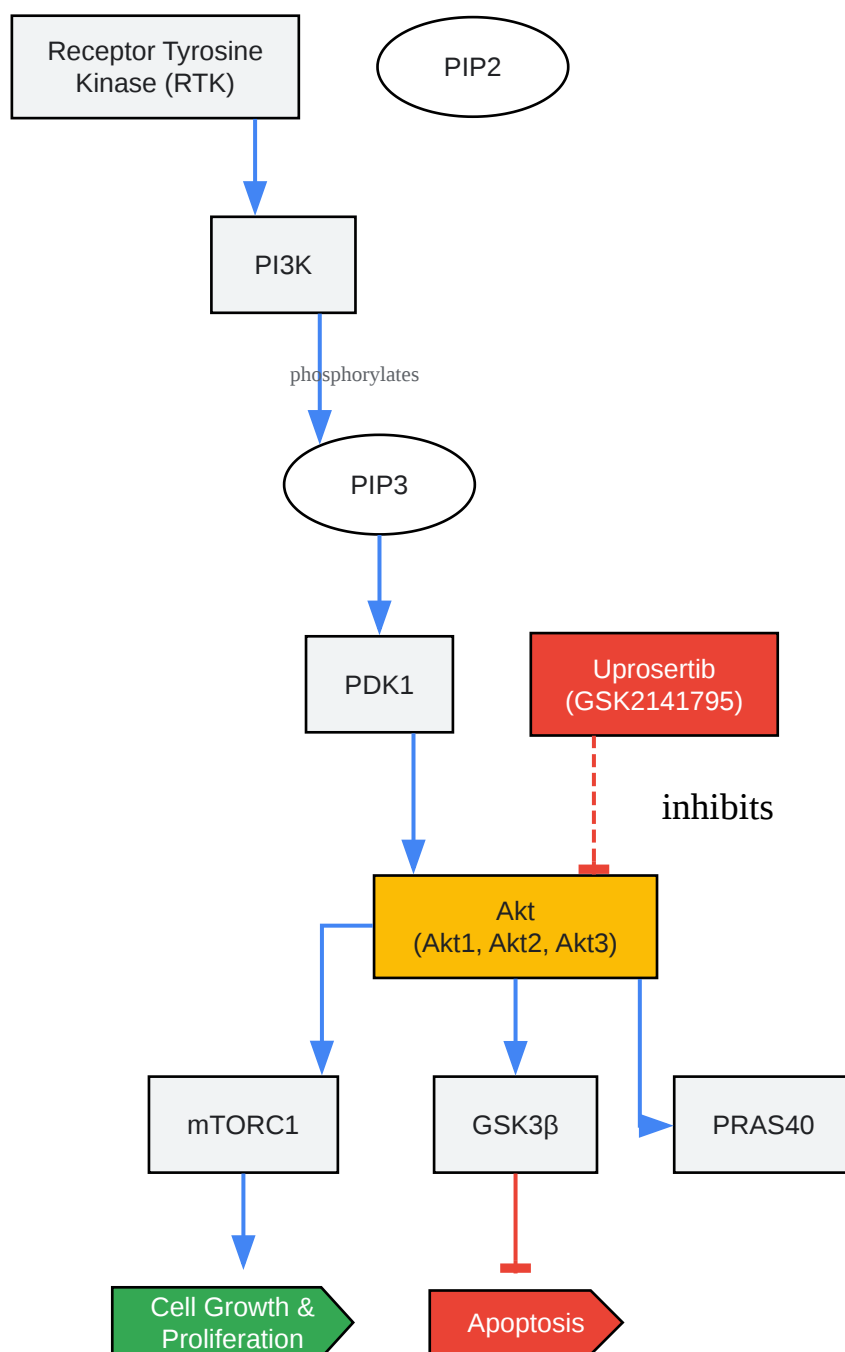 Receptor Tyrosine
Kinase (RTK)
PIP2
PI3K
phosphorylates
PIP3
PDK1
Uprosertib
(GSK2141795)
inhibits
Akt
(Akt1, Akt2, Akt3)
mTORC1
GSK3β
PRAS40
Cell Growth &
Proliferation
Apoptosis